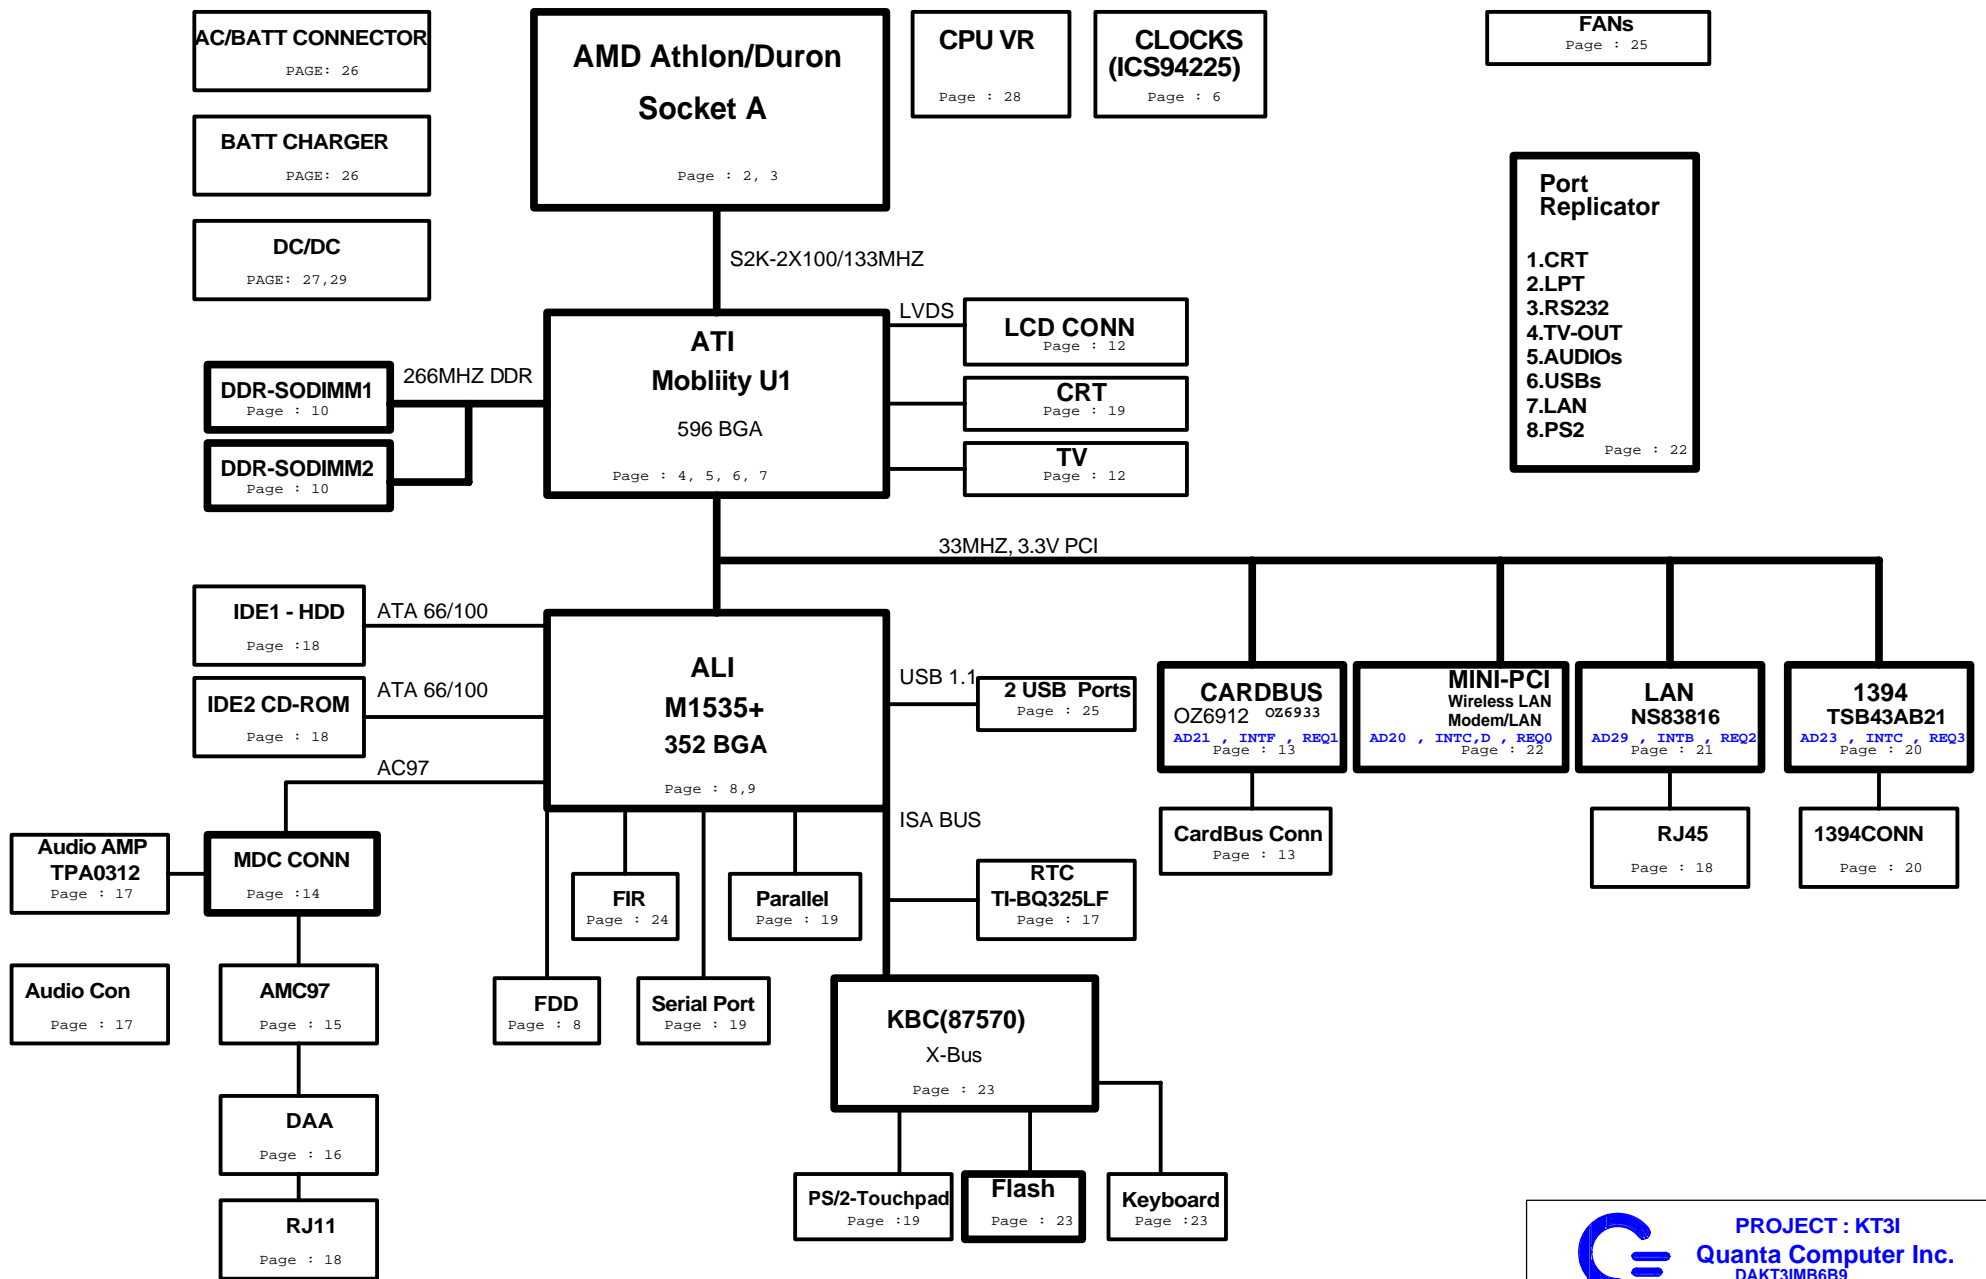 AC/BATT CONNECTOR
PAGE: 26
BATT CHARGER
PAGE: 26
DC/DC
PAGE: 27,29
AMD Athlon/Duron
Socket A
Page : 2, 3
CPU VR
Page : 28
CLOCKS
(ICS94225)
Page : 6
FANs
Page : 25
Port
Replicator
1.CRT
2.LPT
3.RS232
4.TV-OUT
5.AUDIOs
6.USBs
7.LAN
8.PS2
Page : 22
S2K-2X100/133MHZ
ATI
Mobliity U1
596 BGA
Page : 4, 5, 6, 7
LVDS
LCD CONN
Page : 12
CRT
Page : 19
TV
Page : 12
266MHZ DDR
DDR-SODIMM1
Page : 10
DDR-SODIMM2
Page : 10
33MHZ, 3.3V PCI
IDE1 - HDD
Page :18
ATA 66/100
IDE2 CD-ROM
Page : 18
ATA 66/100
AC97
ALI
M1535+
352 BGA
Page : 8,9
USB 1.1
2 USB Ports
Page : 25
CARDBUS
OZ6912 OZ6933
AD21 , INTF , REQ1
Page : 13
MINI-PCI
Wireless LAN
Modem/LAN
AD20 , INTC,D , REQ0
Page : 22
LAN
NS83816
AD29 , INTB , REQ2
Page : 21
1394
TSB43AB21
AD23 , INTC , REQ3
Page : 20
CardBus Conn
Page : 13
RJ45
Page : 18
1394CONN
Page : 20
ISA BUS
Audio AMP
TPA0312
Page : 17
MDC CONN
Page :14
FIR
Page : 24
Parallel
Page : 19
RTC
TI-BQ325LF
Page : 17
Audio Con
Page : 17
AMC97
Page : 15
FDD
Page : 8
Serial Port
Page : 19
KBC(87570)
X-Bus
Page : 23
DAA
Page : 16
RJ11
Page : 18
PS/2-Touchpad
Page :19
Flash
Page : 23
Keyboard
Page :23
PROJECT : KT3I
Quanta Computer Inc.
DAKT3IMB6B9